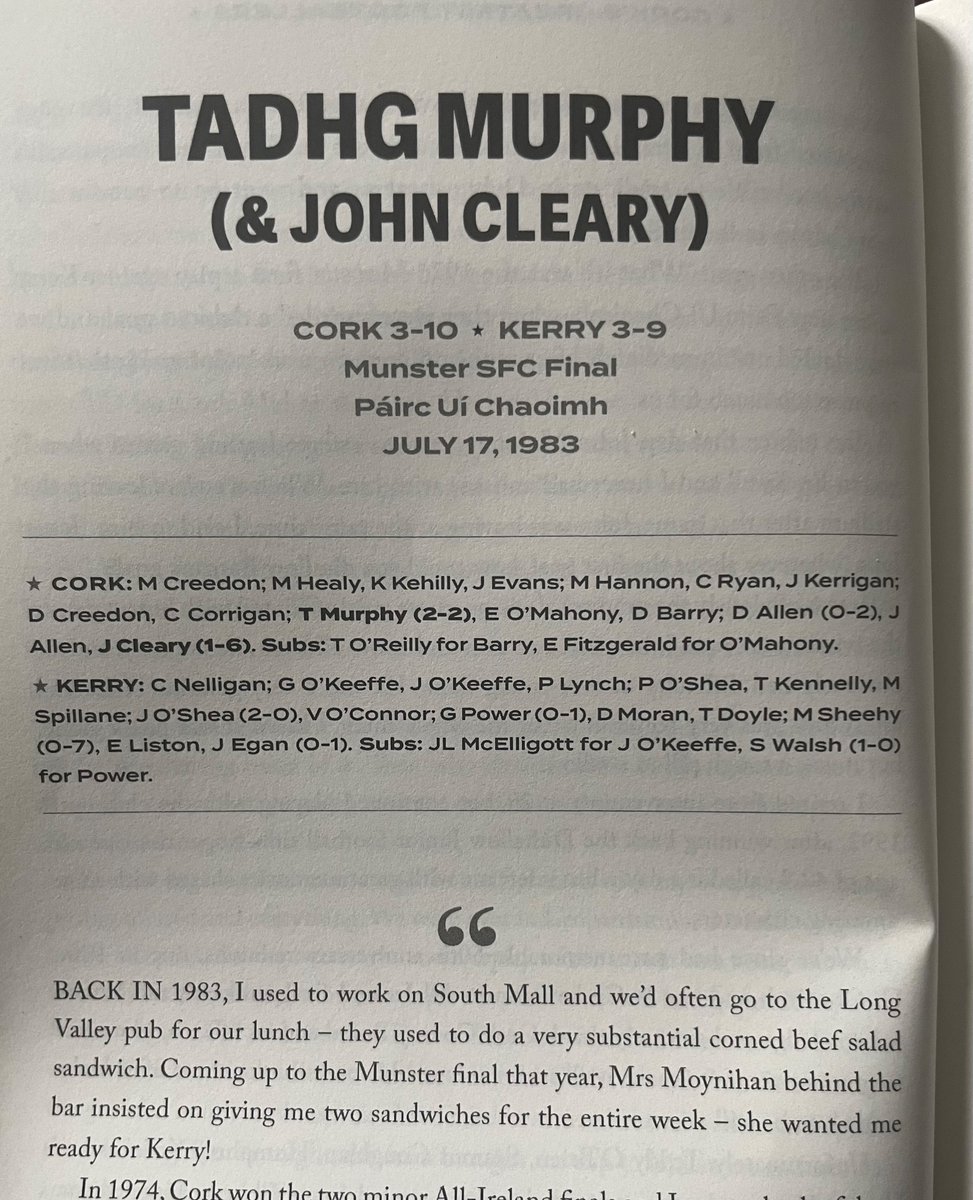 TADHG MURPHY
(& JOHN CLEARY)
CORK 3-10 ★ KERRY 3-9
Munster SFC Final
Páirc Uí Chaoimh
JULY 17, 1983
★ CORK: M Creedon; M Healy, K Kehilly, J Evans; M Hannon, C Ryan, J Kerrigan;
D Creedon, C Corrigan; T Murphy (2-2), E O’Mahony, D Barry; D Allen (0-2), J
Allen, J Cleary (1-6). Subs: T O’Reilly for Barry, E Fitzgerald for O’Mahony.
★ KERRY: C Nelligan; G O’Keeffe, J O’Keeffe, P Lynch; P O’Shea, T Kennelly, M
Spillane; J O’Shea (2-0), V O’Connor; G Power (0-1), D Moran, T Doyle; M Sheehy
(0-7), E Liston, J Egan (0-1). Subs: JL McElligott for J O’Keeffe, S Walsh (1-0)
for Power.
“
BACK IN 1983, I used to work on South Mall and we’d often go to the Long
Valley pub for our lunch – they used to do a very substantial corned beef salad
sandwich. Coming up to the Munster final that year, Mrs Moynihan behind the
bar insisted on giving me two sandwiches for the entire week – she wanted me
ready for Kerry!
In 1974, Cork won the two minor All-Ireland